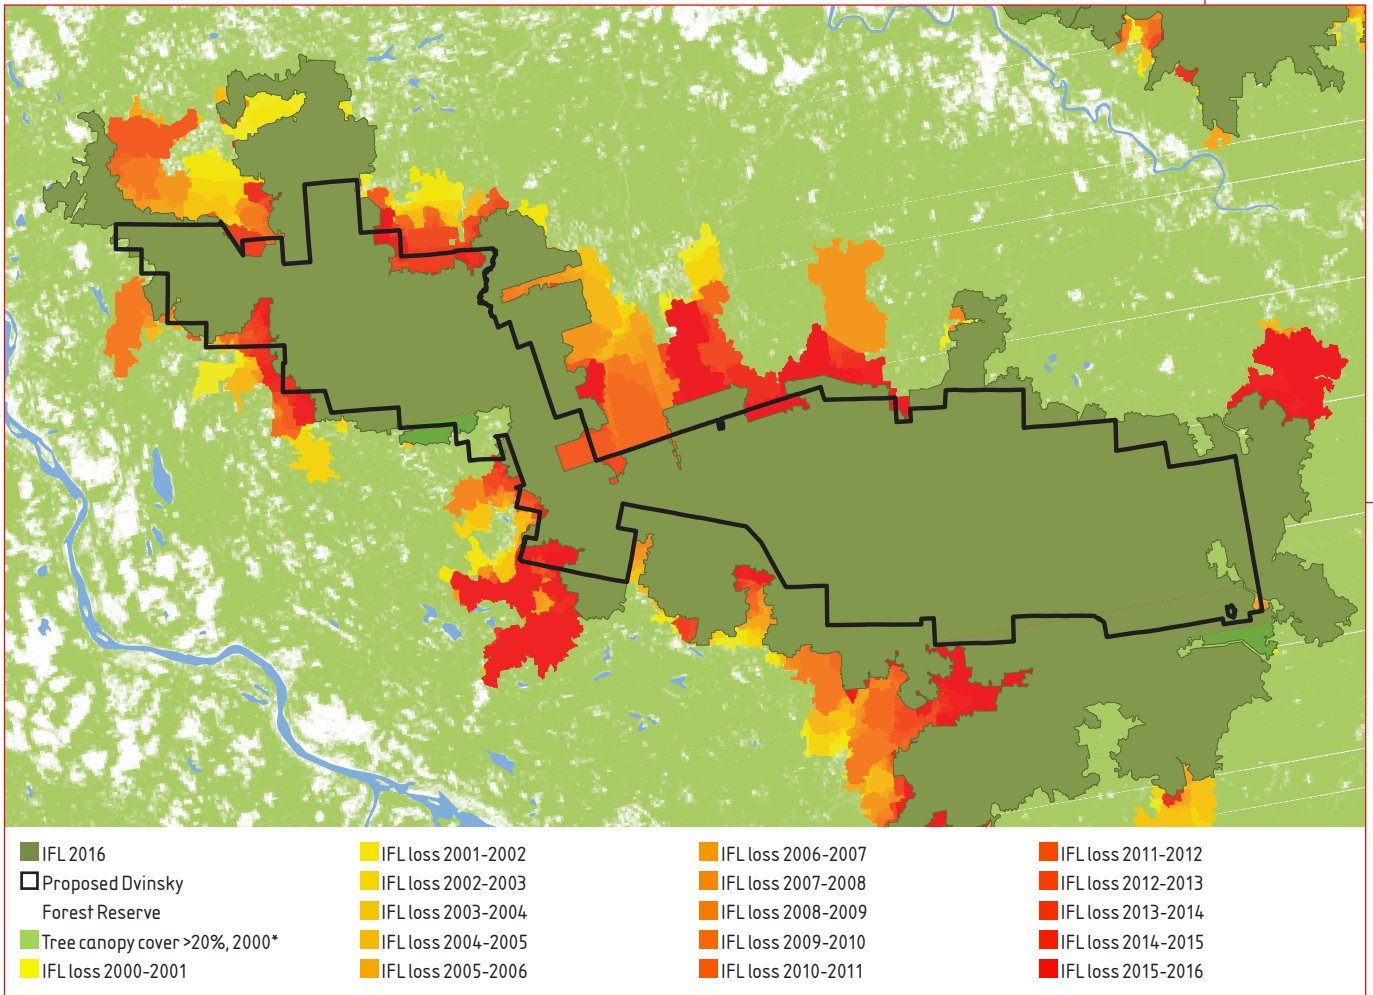 IFL 2016
Proposed Dvinsky
Forest Reserve
Tree canopy cover >20%, 2000*
IFL loss 2000-2001
IFL loss 2001-2002
IFL loss 2002-2003
IFL loss 2003-2004
IFL loss 2004-2005
IFL loss 2005-2006
IFL loss 2006-2007
IFL loss 2007-2008
IFL loss 2008-2009
IFL loss 2009-2010
IFL loss 2010-2011
IFL loss 2011-2012
IFL loss 2012-2013
IFL loss 2013-2014
IFL loss 2014-2015
IFL loss 2015-2016